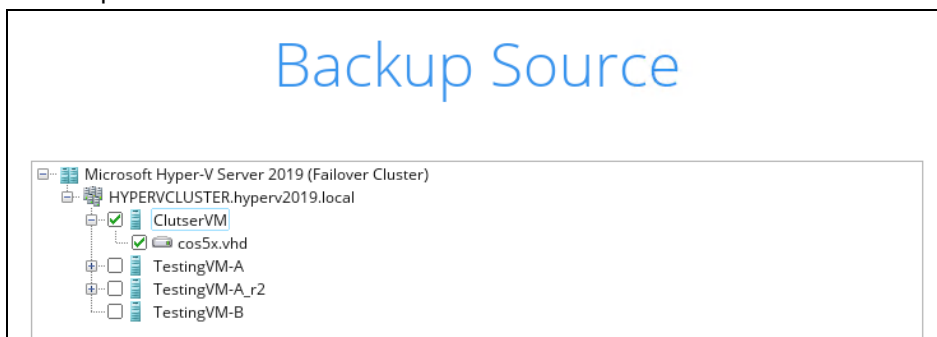 Backup Source
Microsoft Hyper-V Server 2019 (Failover Cluster)
HYPERVCLUSTER.hyperv2019.local
ClutserVM
cos5x.vhd
TestingVM-A
TestingVM-A_r2
TestingVM-B